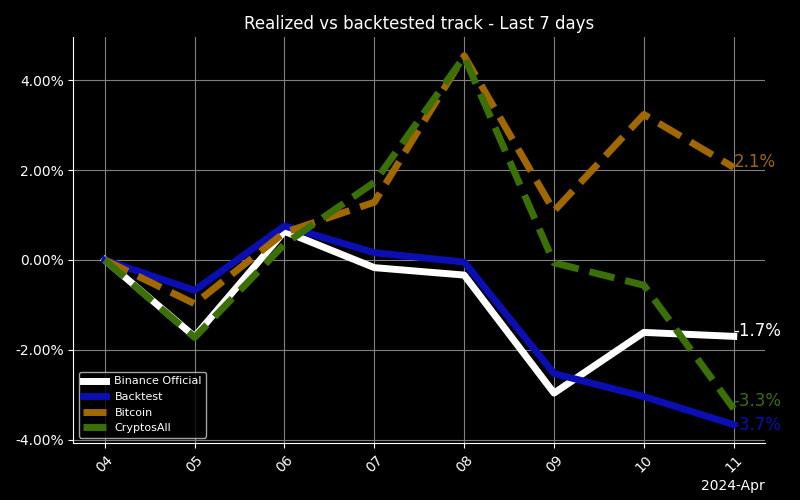 Realized vs backtested track - Last 7 days
4.00%
2.00%
0.00%
-2.00%
-4.00%
2.1%
-1.7%
-3.3%
-3.7%
Binance Official
Backtest
Bitcoin
CryptosAll
04 05 06 07 08 09 10 11
2024-Apr